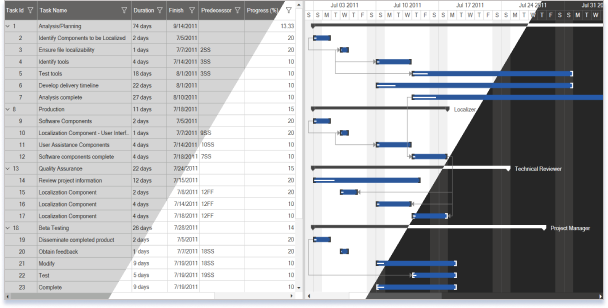 Task Id Task Name Duration Finish Predecessor Progress (%) Jul 03 2011 Jul 10 2011 Jul 17 2011 Jul 24 2011 Jul 31 20
S S M T W T F S S M T W T F S S M T W T F S S M T W T F S S M T W
1 Analysis/Planning 74 days 9/14/2011 13.33
2 Identify Components to be Localized 2 days 7/5/2011 20
3 Ensure file localizability 1 days 7/7/2011 2SS 20
4 Identify tools 4 days 7/14/2011 3SS 10
5 Test tools 16 days 8/1/2011 3SS 10
6 Develop delivery timeline 22 days 8/1/2011 15
7 Analysis complete 27 days 8/10/2011 10
8 Production 11 days 7/18/2011 15 Localizer
9 Software Components 2 days 7/5/2011 20
10 Localization Component - User Interf.. 1 days 7/7/2011 9SS 20
11 User Assistance Components 4 days 7/14/2011 10SS 10
12 Software components complete 4 days 7/18/2011 7SS 10
13 Quality Assurance 22 days 7/24/2011 15 Technical Reviewer
14 Review project information 12 days 7/15/2011 20
15 Localization Component 2 days 7/8/2011 12FF 20
16 Localization Component 4 days 7/14/2011 12FF 10
17 Localization Component 4 days 7/18/2011 12FF 10
18 Beta Testing 26 days 7/28/2011 14 Project Manager
19 Disseminate completed product 2 days 7/5/2011 20
20 Obtain feedback 1 days 7/7/2011 18SS 20
21 Modify 9 days 7/19/2011 18SS 10
22 Test 5 days 7/19/2011 19SS 10
23 Complete 9 days 7/19/2011 10